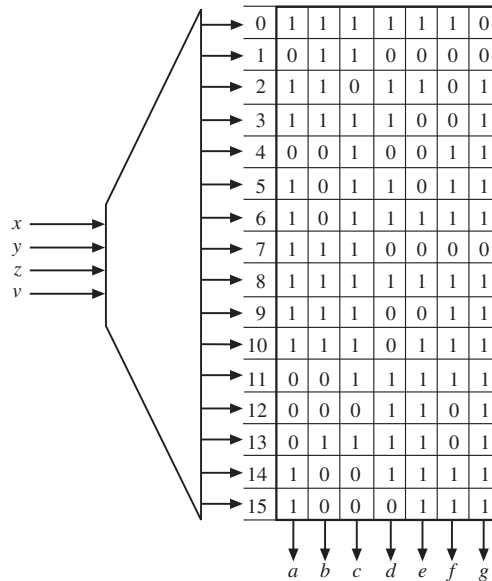 0 1 1 1 1 1 1 0
1 0 1 1 0 0 0 0
2 1 1 0 1 1 0 1
3 1 1 1 1 0 0 1
x
4 0 0 1 0 0 1 1
5 1 0 1 1 0 1 1
y
6 1 0 1 1 1 1 1
z
7 1 1 1 0 0 0 0
v
8 1 1 1 1 1 1 1
9 1 1 1 0 0 1 1
10 1 1 1 0 1 1 1
11 0 0 1 1 1 1 1
12 0 0 0 1 1 0 1
13 0 1 1 1 1 0 1
14 1 0 0 1 1 1 1
15 1 0 0 0 1 1 1
a b c d e f g